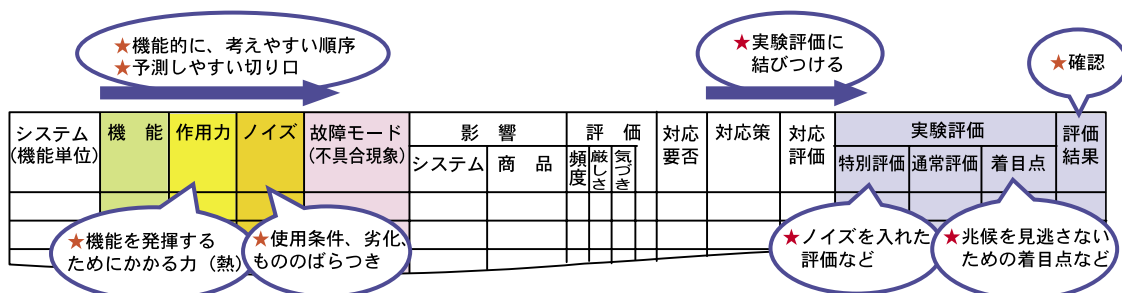 ★機能的に、考えやすい順序
★予測しやすい切り口
★実験評価に
結びつける
★確認
システム
(機能単位)
機 能
作用力
ノイズ
故障モード
(不具合現象)
影 響
システム
商 品
評 価
頻度
厳しさ
気づき
対応
要否
対応策
対応
評価
実験評価
特別評価
通常評価
着目点
評価
結果
★機能を発揮する
ためにかかる力(熱)
★使用条件、劣化、
もののばらつき
★ノイズを入れた
評価など
★兆候を見逃さない
ための着目点など